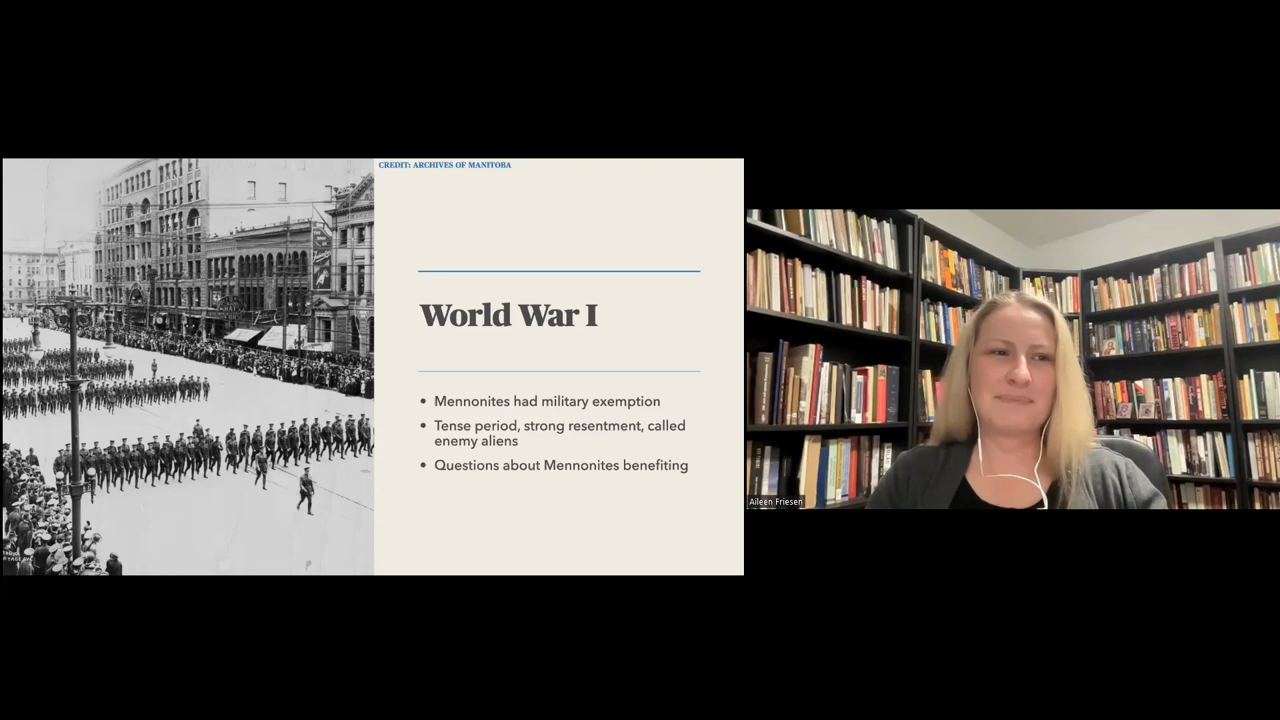 CREDIT: ARCHIVES OF MANITOBA
World War I
• Mennonites had military exemption
• Tense period, strong resentment, called
enemy aliens
• Questions about Mennonites benefiting
Aileen Friesen